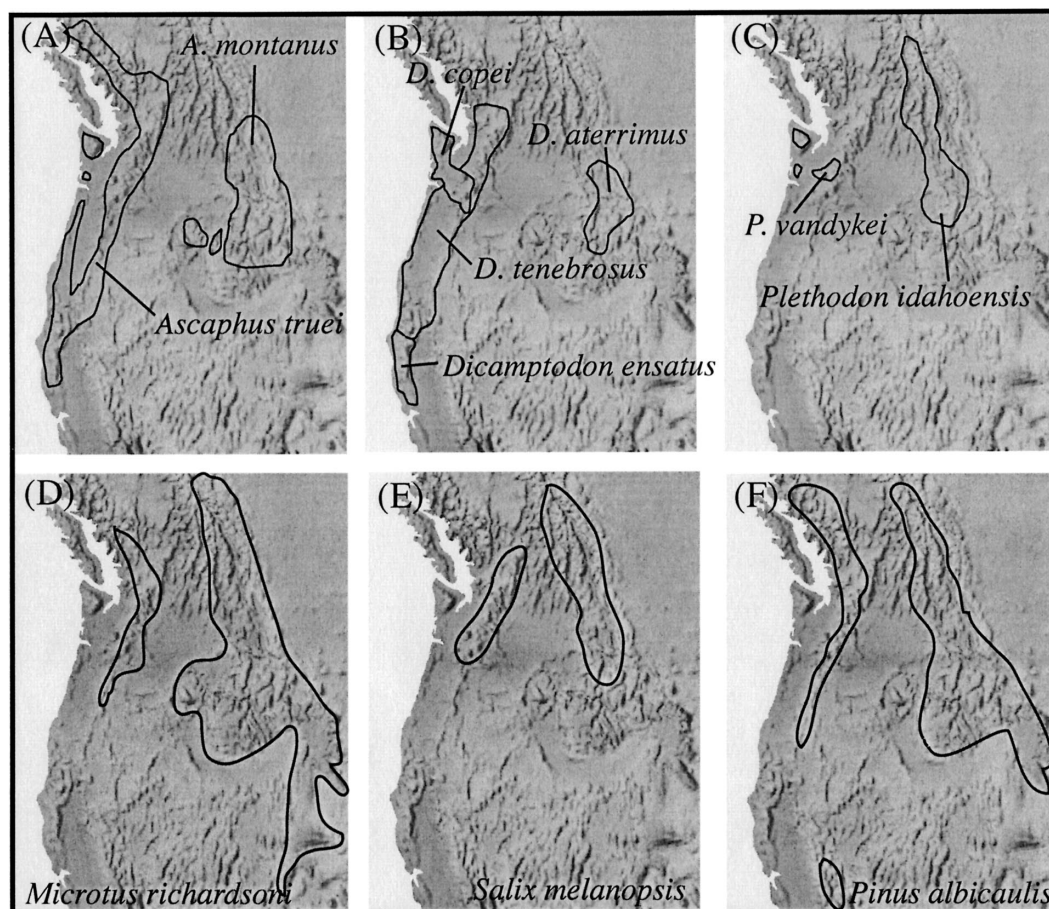 (A)
A. montanus
Ascaphus truei
(B)
D. copei
D. aterrimus
D. tenebrosus
Dicamptodon ensatus
(C)
P. vandykei
Plethodon idahoensis
(D)
Microtus richardsoni
(E)
Salix melanopsis
(F)
Pinus albicaulis